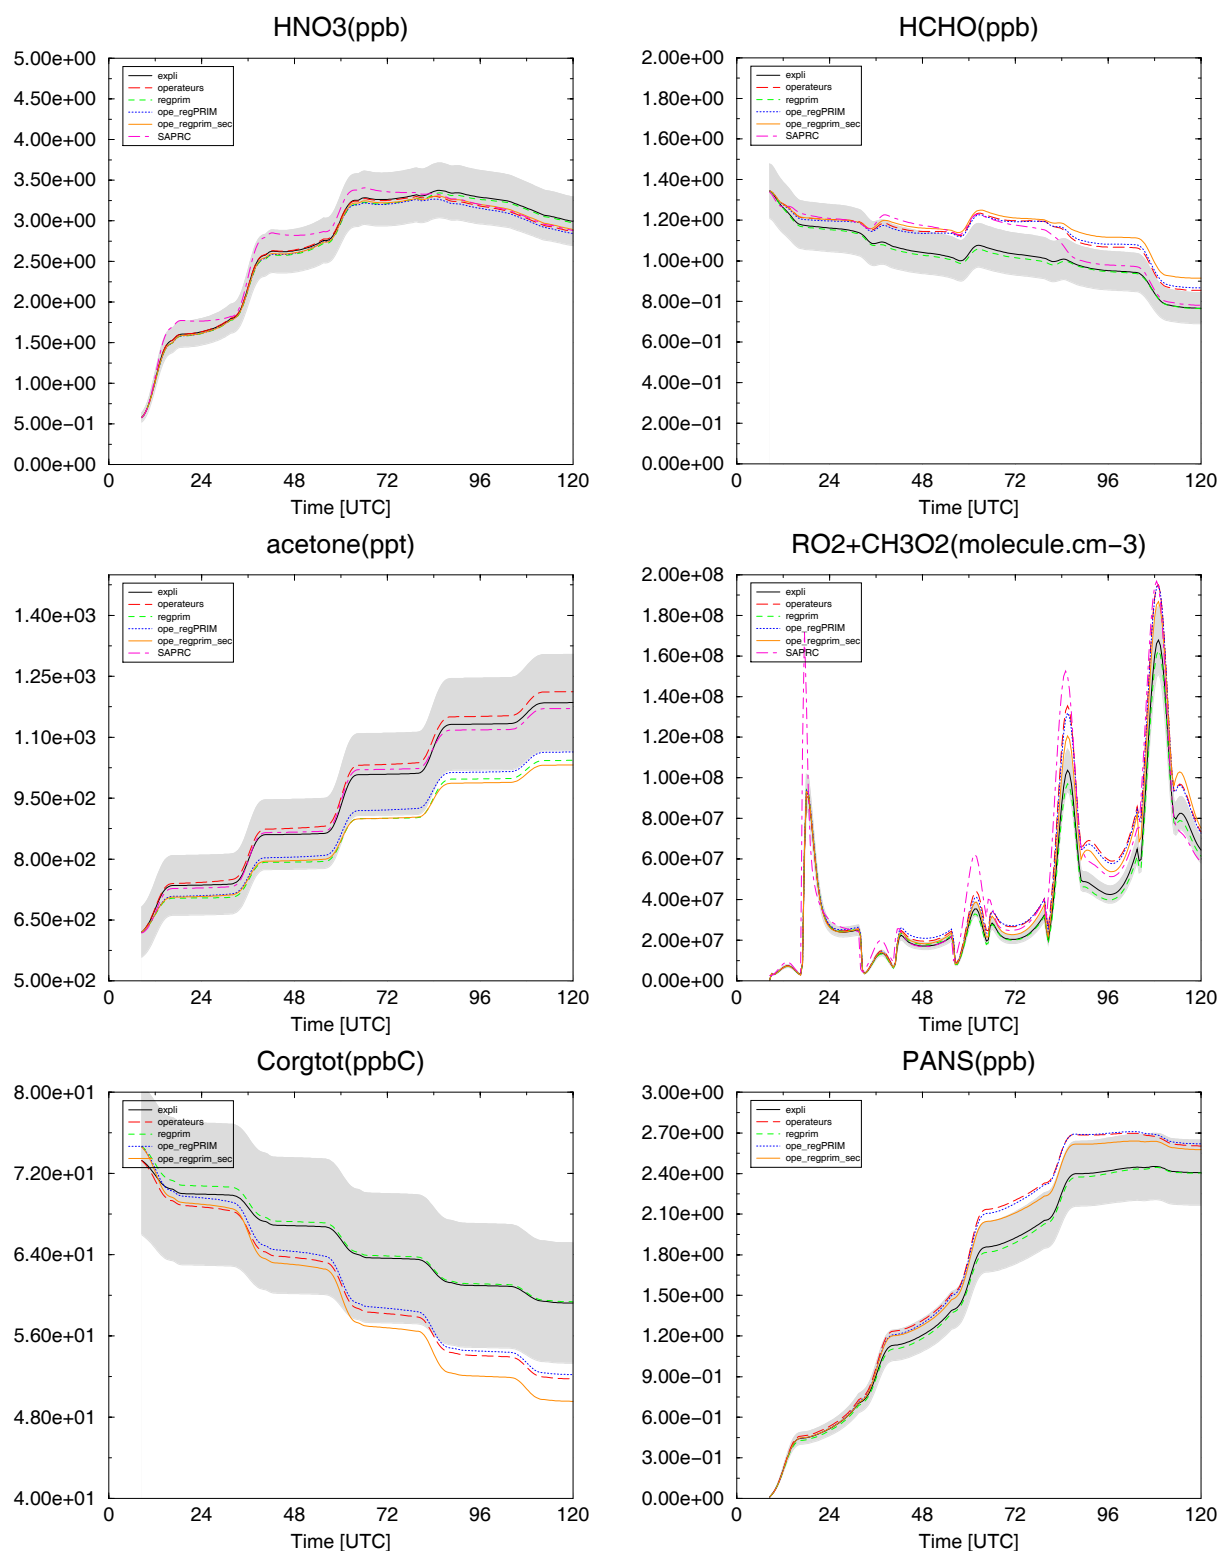 HNO3(ppb)
5.00e+00
4.50e+00
4.00e+00
3.50e+00
3.00e+00
2.50e+00
2.00e+00
1.50e+00
1.00e+00
5.00e−01
0.00e+00
expli
operateurs
regprim
ope_regPRIM
ope_regprim_sec
SAPRC
0 24 48 72 96 120
Time [UTC]
HCHO(ppb)
2.00e+00
1.80e+00
1.60e+00
1.40e+00
1.20e+00
1.00e+00
8.00e−01
6.00e−01
4.00e−01
2.00e−01
0.00e+00
expli
operateurs
regprim
ope_regPRIM
ope_regprim_sec
SAPRC
0 24 48 72 96 120
Time [UTC]
acetone(ppt)
1.40e+03
1.25e+03
1.10e+03
9.50e+02
8.00e+02
6.50e+02
5.00e+02
expli
operateurs
regprim
ope_regPRIM
ope_regprim_sec
SAPRC
0 24 48 72 96 120
Time [UTC]
RO2+CH3O2(molecule.cm−3)
2.00e+08
1.80e+08
1.60e+08
1.40e+08
1.20e+08
1.00e+08
8.00e+07
6.00e+07
4.00e+07
2.00e+07
0.00e+00
expli
operateurs
regprim
ope_regPRIM
ope_regprim_sec
SAPRC
0 24 48 72 96 120
Time [UTC]
Corgtot(ppbC)
8.00e+01
7.20e+01
6.40e+01
5.60e+01
4.80e+01
4.00e+01
expli
operateurs
regprim
ope_regPRIM
ope_regprim_sec
0 24 48 72 96 120
Time [UTC]
PANS(ppb)
3.00e+00
2.70e+00
2.40e+00
2.10e+00
1.80e+00
1.50e+00
1.20e+00
9.00e−01
6.00e−01
3.00e−01
0.00e+00
expli
operateurs
regprim
ope_regPRIM
ope_regprim_sec
0 24 48 72 96 120
Time [UTC]